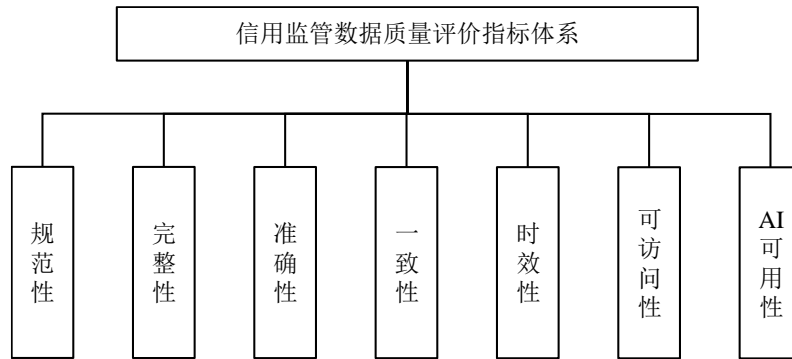 信用监管数据质量评价指标体系
规范性
完整性
准确性
一致性
时效性
可访问性
AI可用性